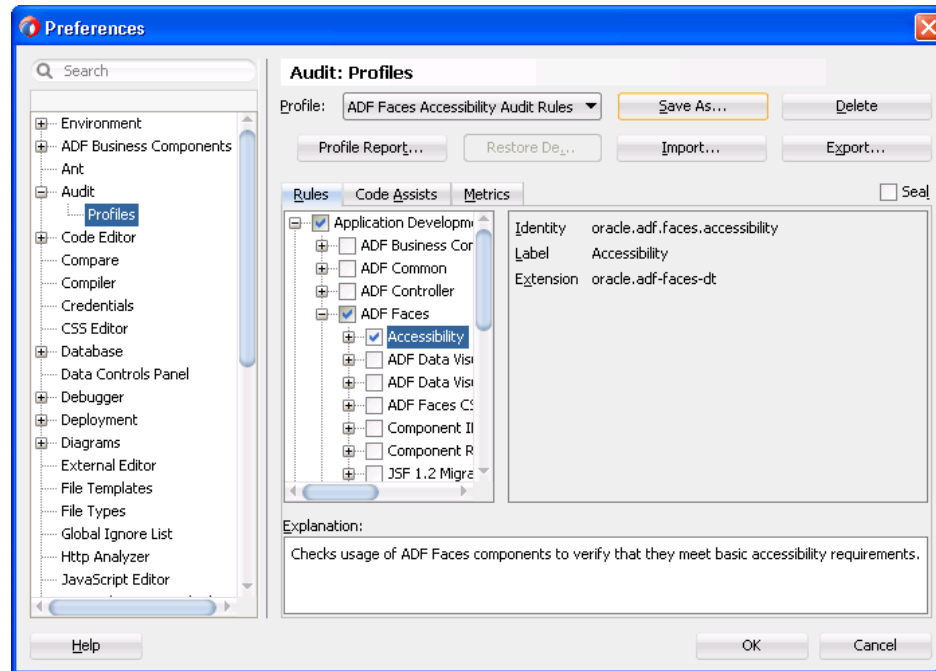 Preferences
Search
Environment
ADF Business Components
Ant
Audit
Profiles
Code Editor
Compare
Compiler
Credentials
CSS Editor
Database
Data Controls Panel
Debugger
Deployment
Diagrams
External Editor
File Templates
File Types
Global Ignore List
Http Analyzer
JavaScript Editor
Audit: Profiles
Profile: ADF Faces Accessibility Audit Rules Save As... Delete
Profile Report... Restore De... Import... Export...
Rules Code Assists Metrics Seal
Application Developm
ADF Business Cor
ADF Common
ADF Controller
ADF Faces
Accessibility
ADF Data Visu
ADF Data Visu
ADF Faces CS
Component ID
Component R
JSF 1.2 Migra
Identity oracle.adf.faces.accessibility
Label Accessibility
Extension oracle.adf-faces-dt
Explanation:
Checks usage of ADF Faces components to verify that they meet basic accessibility requirements.
Help OK Cancel